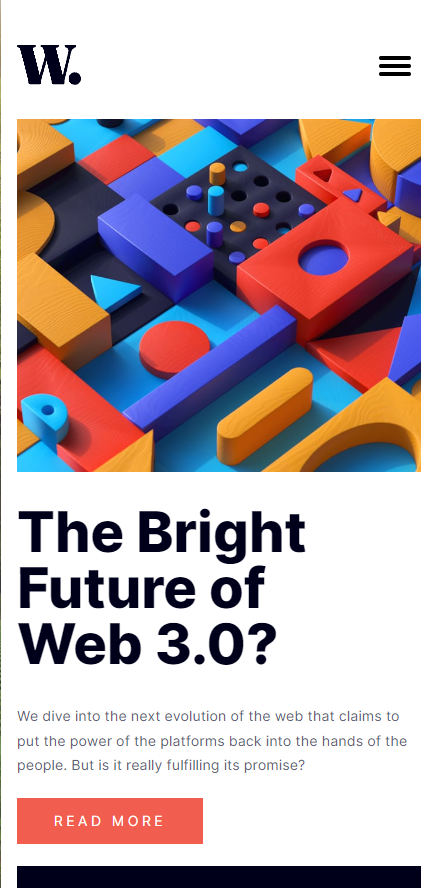 W.
The Bright
Future of
Web 3.0?
We dive into the next evolution of the web that claims to
put the power of the platforms back into the hands of the
people. But is it really fulfilling its promise?
READ MORE